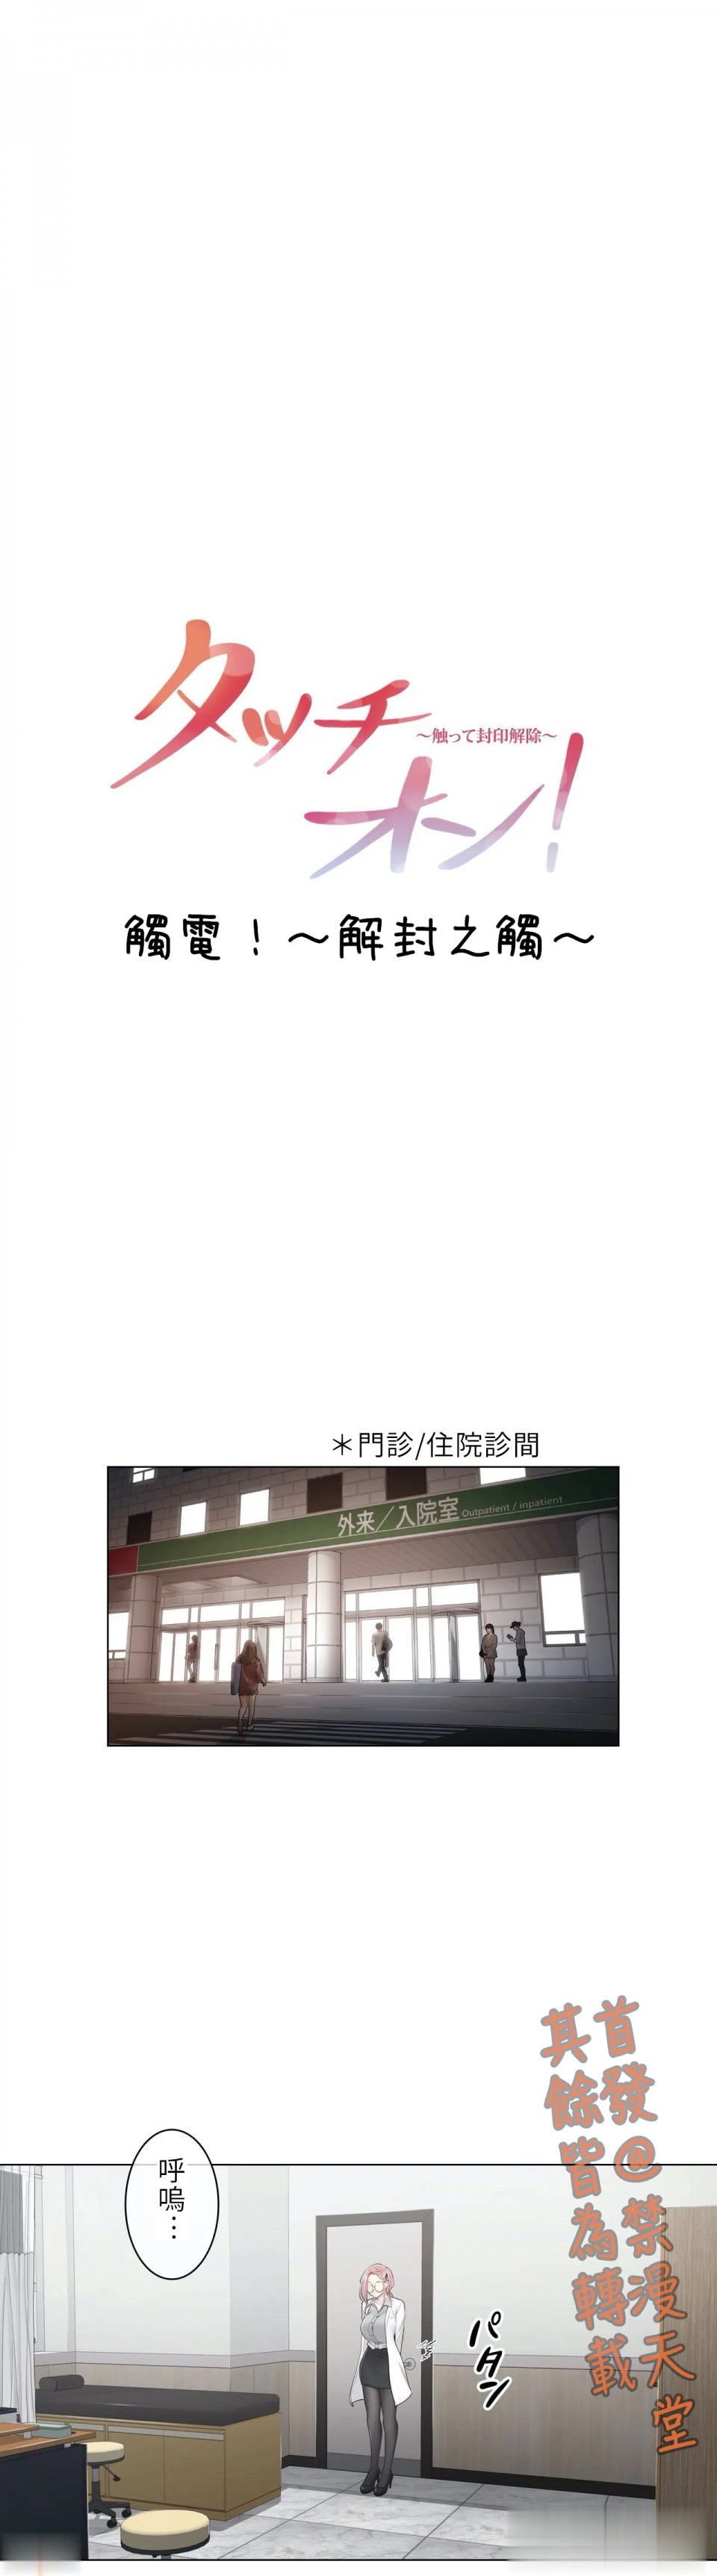 タッチ
～触って封印解除～
オン！
觸電！～解封之觸～
＊門診/住院診間
外来／入院室 Outpatient / inpatient
首發@禁漫天堂
其餘皆為轉載
呼嗚…
パタン